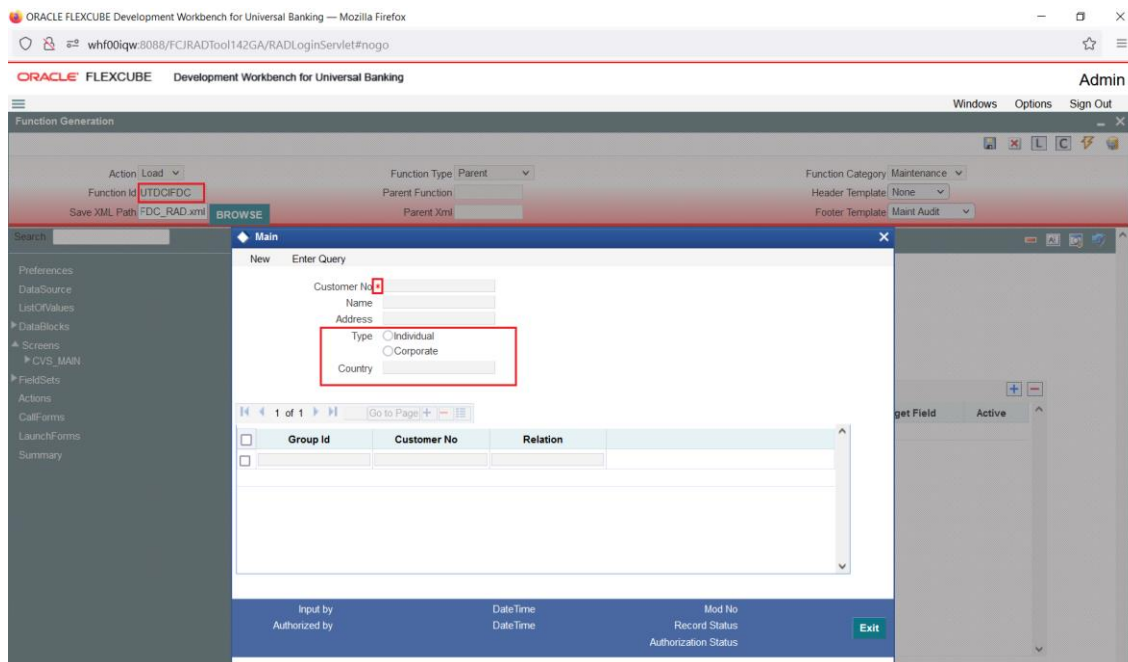 ORACLE FLEXCUBE Development Workbench for Universal Banking — Mozilla Firefox
whf00iqw:8088/FCJRADTool142GA/RADLoginServlet#nogo
ORACLE FLEXCUBE Development Workbench for Universal Banking Admin
Windows Options Sign Out
Function Generation
L C
Action Load Function Type Parent Function Category Maintenance
Function Id UTDCIFDC Parent Function Header Template None
Save XML Path FDC_RAD.xml BROWSE Parent Xml Footer Template Maint Audit
Search Main
New Enter Query
Preferences
DataSource
ListOfValues
DataBlocks
Screens
CVS_MAIN
FieldSets
Actions
CallForms
LaunchForms
Summary
Customer No *
Name
Address
Type Individual
Corporate
Country
1 of 1 Go to Page
Group Id Customer No Relation
get Field Active
Input by DateTime Mod No
Authorized by DateTime Record Status
Authorization Status
Exit